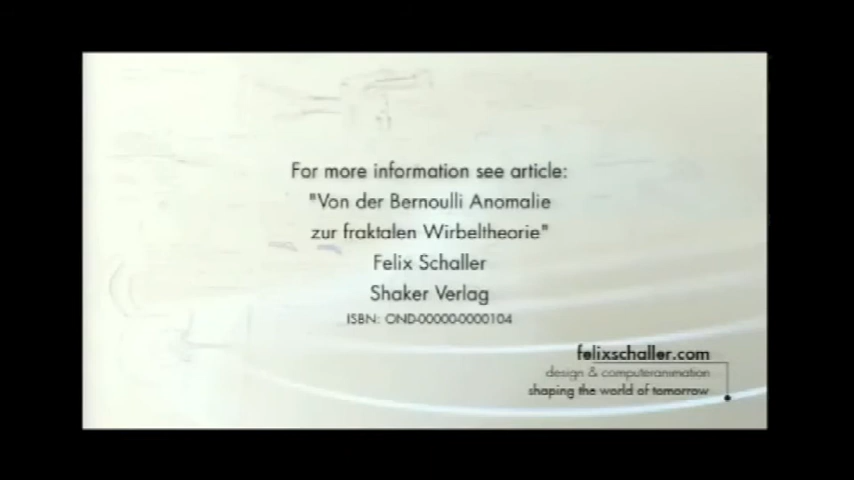 For more information see article:
"Von der Bernoulli Anomalie
zur fraktalen Wirbeltheorie"
Felix Schaller
Shaker Verlag
ISBN: OND-00000-0000104
felixschaller.com
design & computeranimation
shaping the world of tomorrow